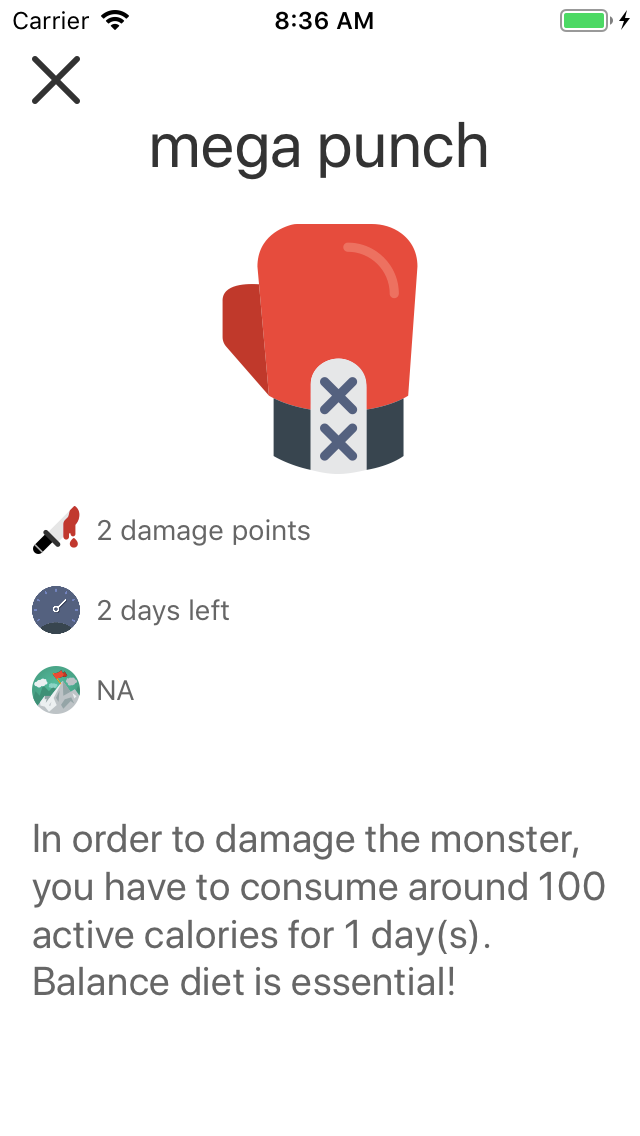 Carrier 8:36 AM
mega punch
2 damage points
2 days left
NA
In order to damage the monster,
you have to consume around 100
active calories for 1 day(s).
Balance diet is essential!